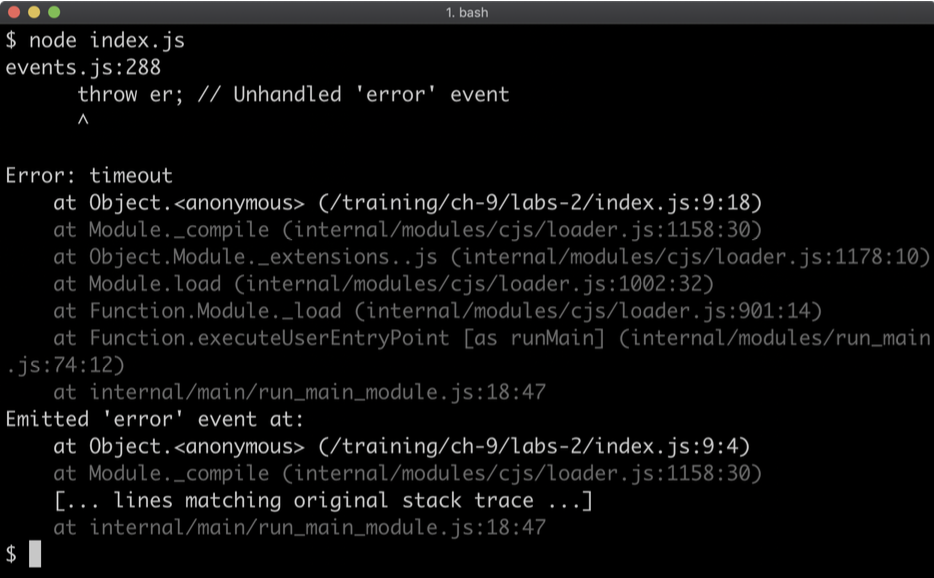 1. bash
$ node index.js
events.js:288
      throw er; // Unhandled 'error' event
      ^

Error: timeout
    at Object.<anonymous> (/training/ch-9/labs-2/index.js:9:18)
    at Module._compile (internal/modules/cjs/loader.js:1158:30)
    at Object.Module._extensions..js (internal/modules/cjs/loader.js:1178:10)
    at Module.load (internal/modules/cjs/loader.js:1002:32)
    at Function.Module._load (internal/modules/cjs/loader.js:901:14)
    at Function.executeUserEntryPoint [as runMain] (internal/modules/run_main
.js:74:12)
    at internal/main/run_main_module.js:18:47
Emitted 'error' event at:
    at Object.<anonymous> (/training/ch-9/labs-2/index.js:9:4)
    at Module._compile (internal/modules/cjs/loader.js:1158:30)
    [... lines matching original stack trace ...]
    at internal/main/run_main_module.js:18:47
$